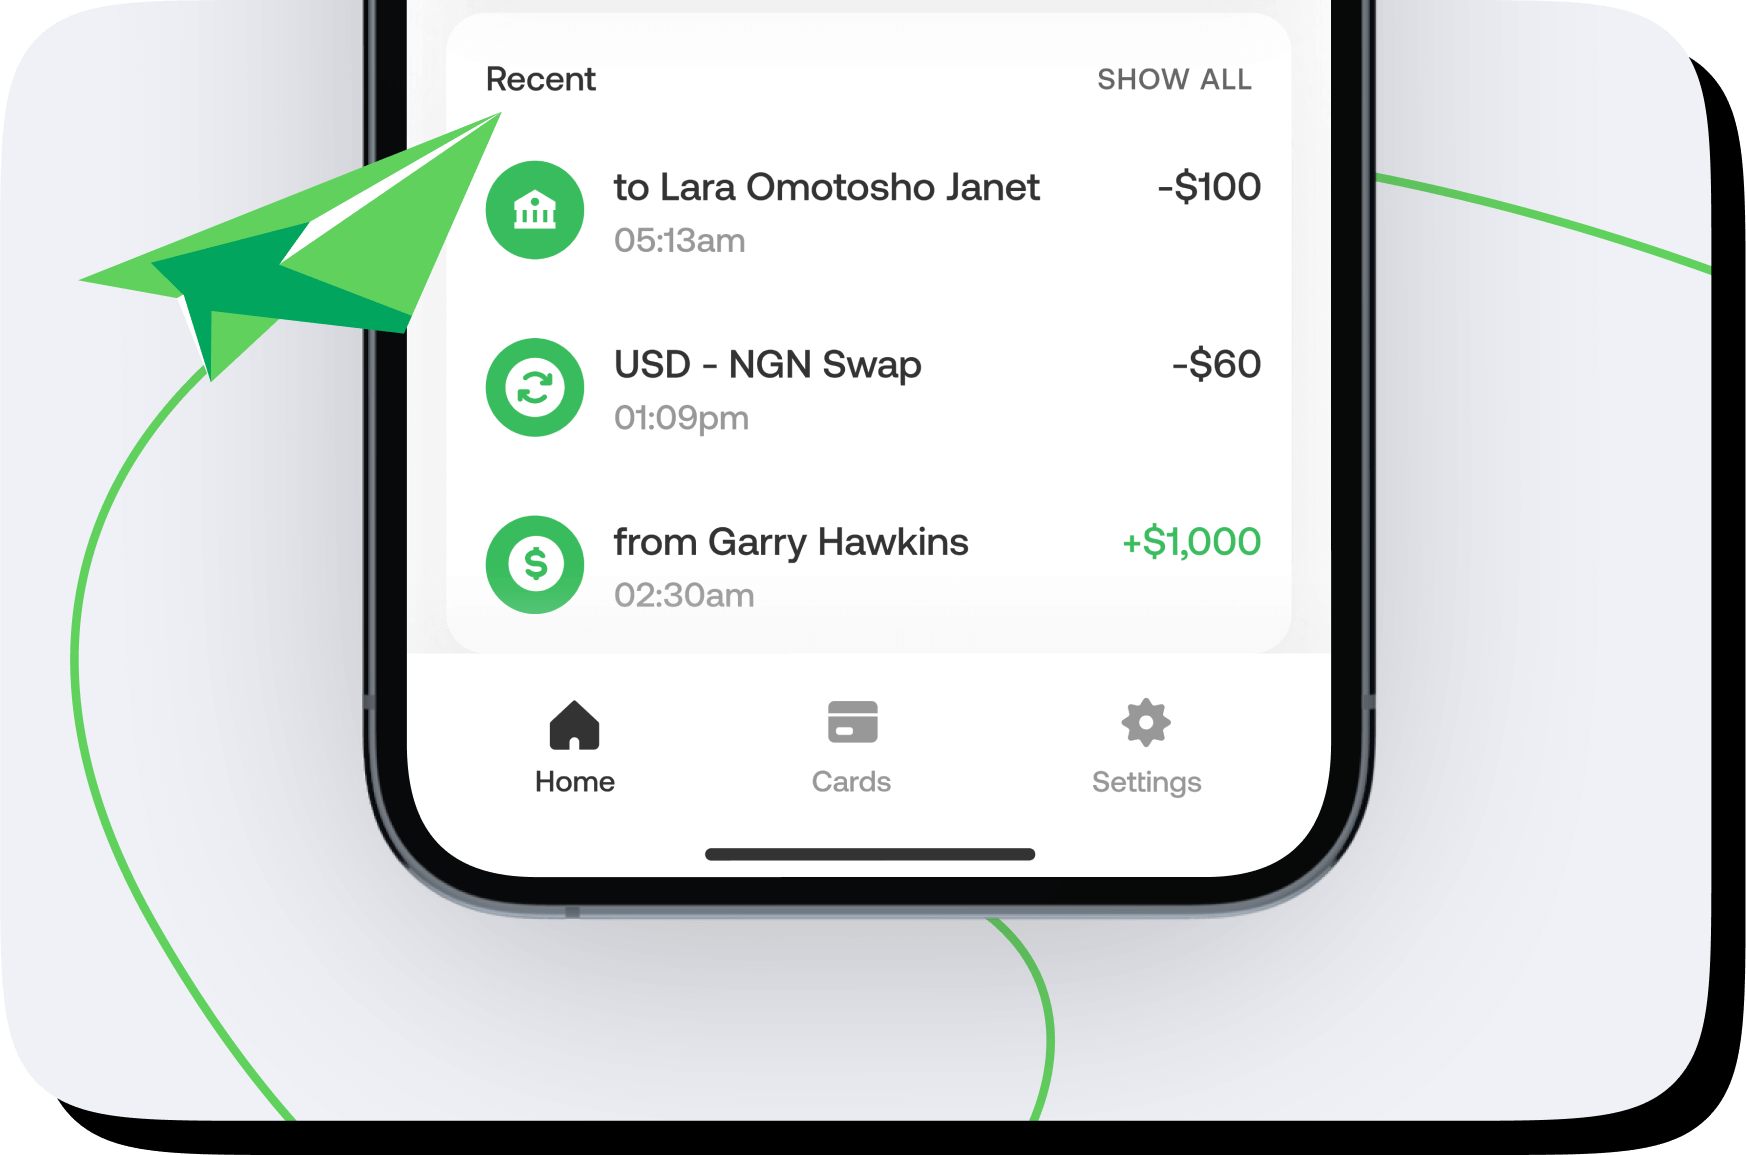 Recent SHOW ALL
to Lara Omotosho Janet -$100
05:13am
USD - NGN Swap -$60
01:09pm
from Garry Hawkins +$1,000
02:30am
Home Cards Settings